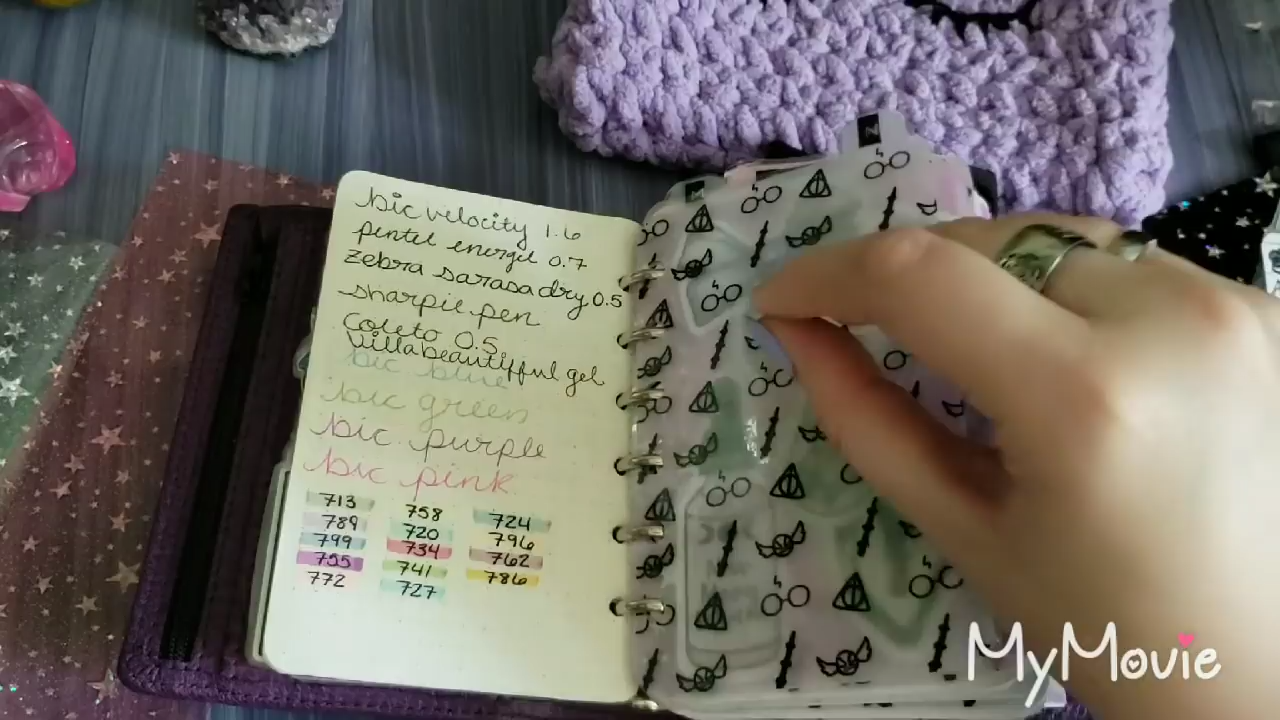 bic velocity 1.6
pentel energel 0.7
zebra sarasa dry 0.5
sharpie pen
Coleto 0.5
villabeautifful gel
bic blue
bic green
bic purple
bic pink
713 758 724
789 720 796
799 734 762
755 741 786
772 727
MyMovie